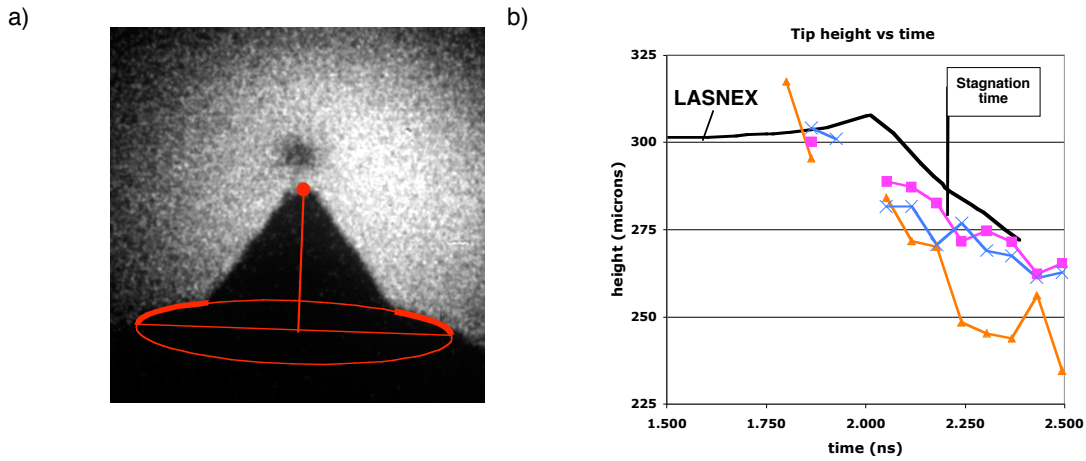 a)
b)
Tip height vs time
325
300
275
250
225
height (microns)
LASNEX
Stagnation
time
1.500
1.750
2.000
2.250
2.500
time (ns)